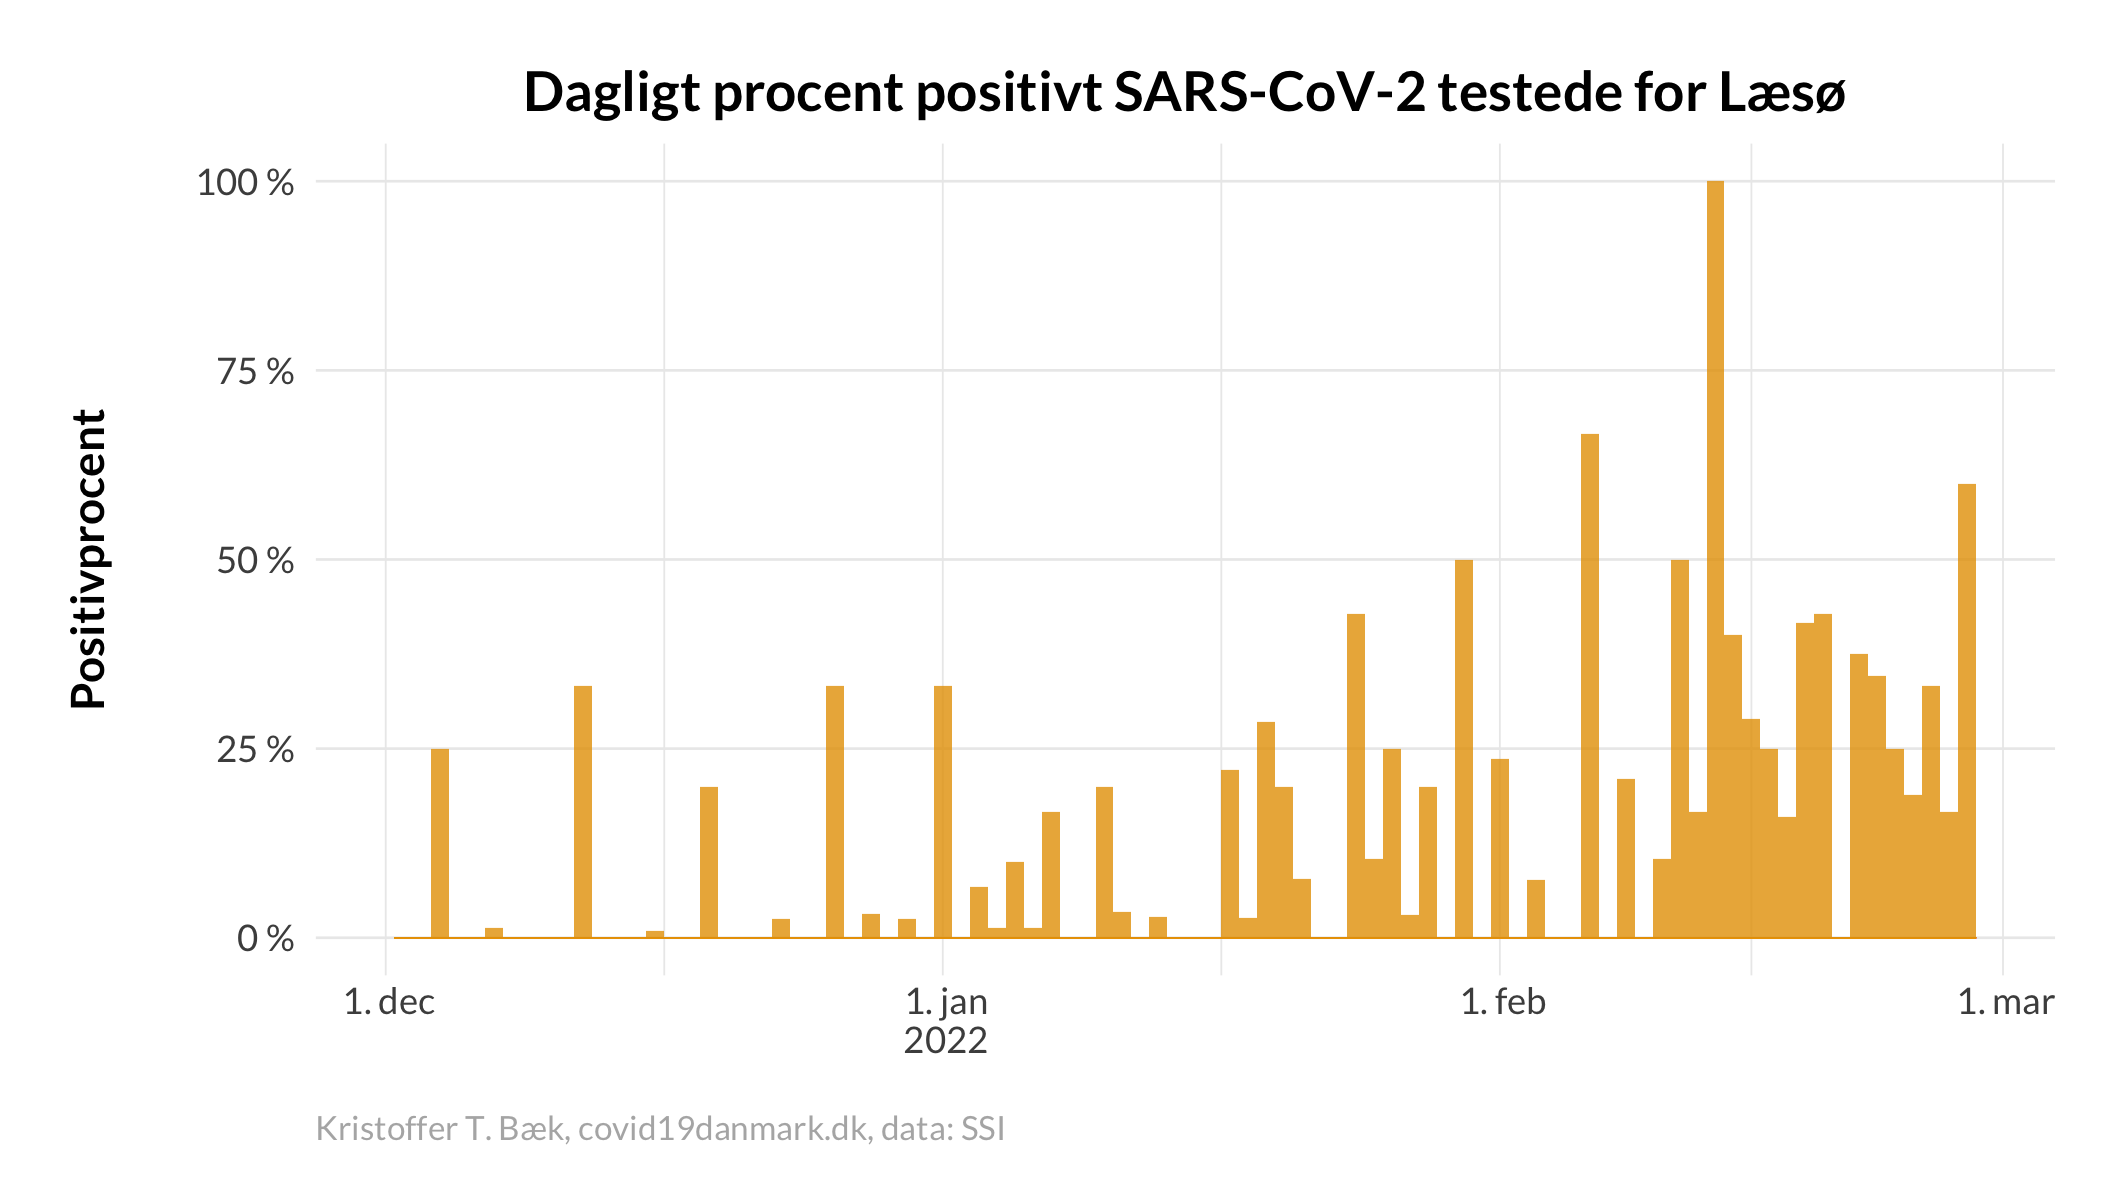 Dagligt procent positivt SARS-CoV-2 testede for Læsø
Positivprocent
100 %
75 %
50 %
25 %
0 %
1. dec
1. jan
2022
1. feb
1. mar
Kristoffer T. Bæk, covid19danmark.dk, data: SSI